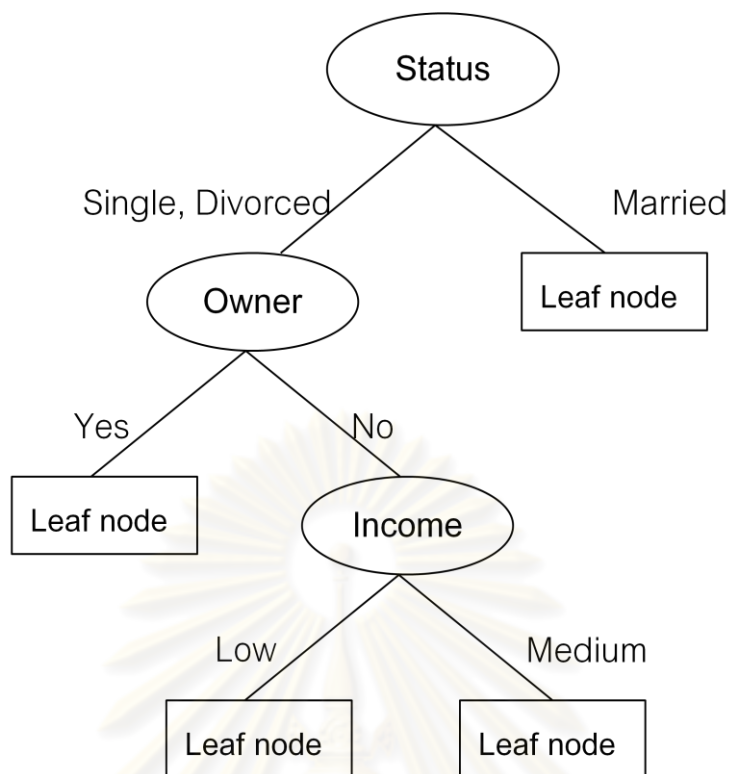 Status
Single, Divorced
Married
Owner
Leaf node
Yes
No
Leaf node
Income
Low
Medium
Leaf node
Leaf node